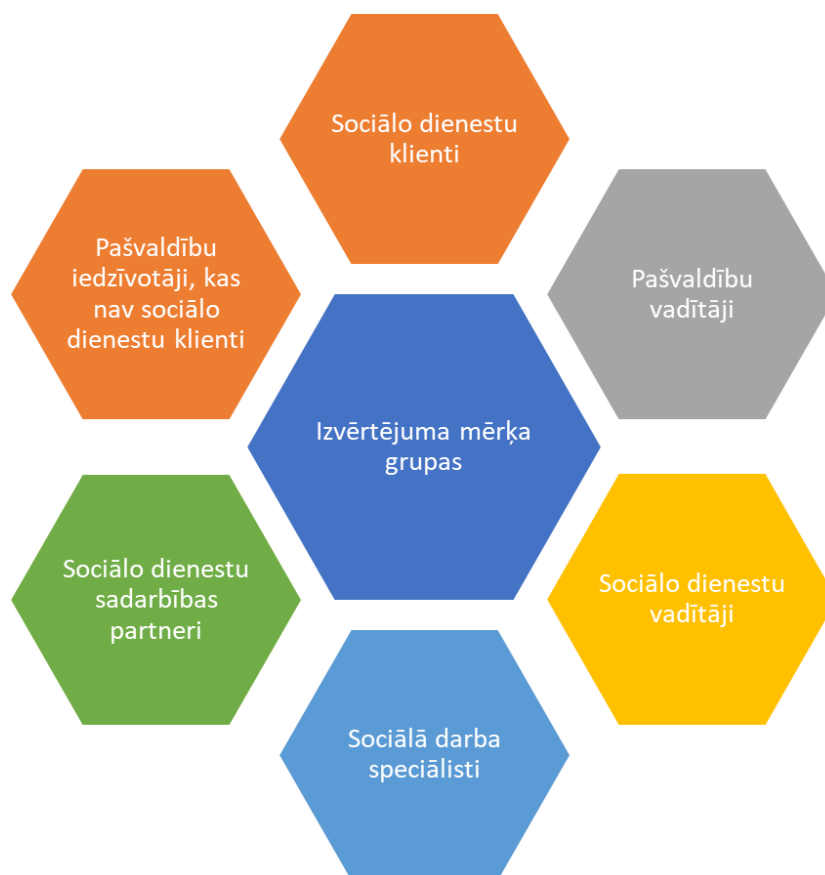 Sociālo dienestu
klienti
Pašvaldību
iedzīvotāji, kas
nav sociālo
dienestu klienti
Pašvaldību
vadītāji
Izvērtējuma mērķa
grupas
Sociālo dienestu
sadarbības
partneri
Sociālo dienestu
vadītāji
Sociālā darba
speciālisti